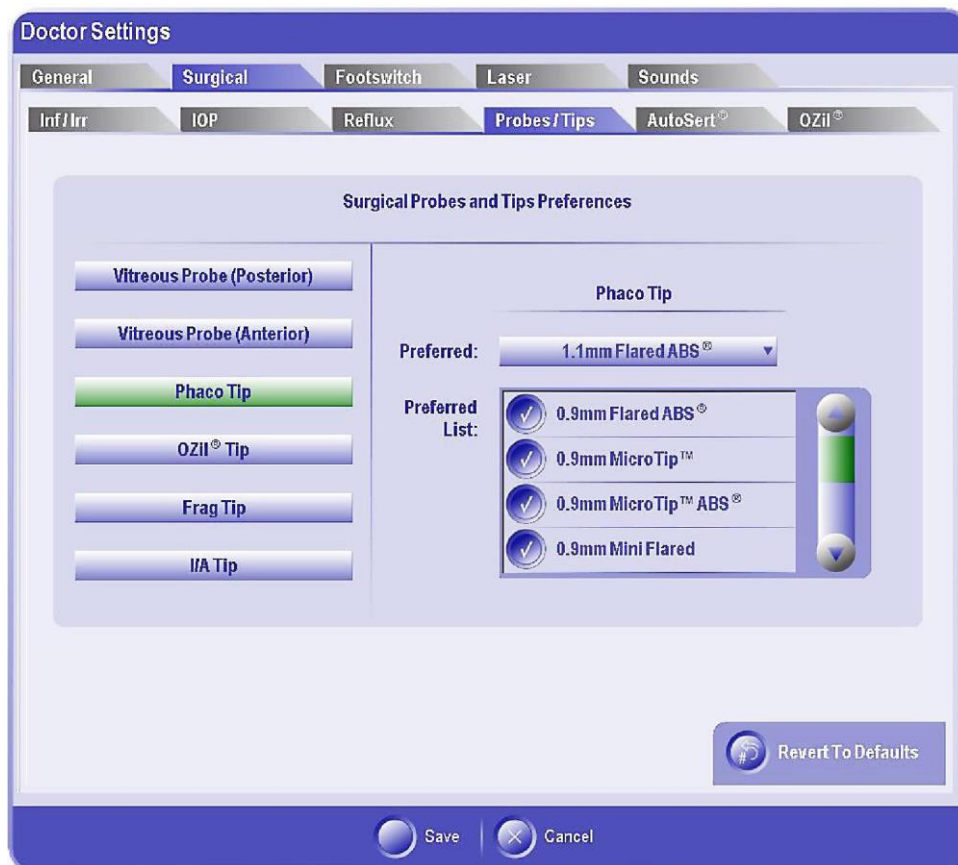 Doctor Settings
General Surgical Footswitch Laser Sounds
Inf/Irr IOP Reflux Probes/Tips AutoSert® OZil®
Surgical Probes and Tips Preferences
Vitreous Probe (Posterior)
Vitreous Probe (Anterior)
Phaco Tip
OZil® Tip
Frag Tip
I/A Tip
Phaco Tip
Preferred: 1.1mm Flared ABS®
Preferred List:
0.9mm Flared ABS®
0.9mm MicroTip™
0.9mm MicroTip™ ABS®
0.9mm Mini Flared
# Revert To Defaults
Save Cancel